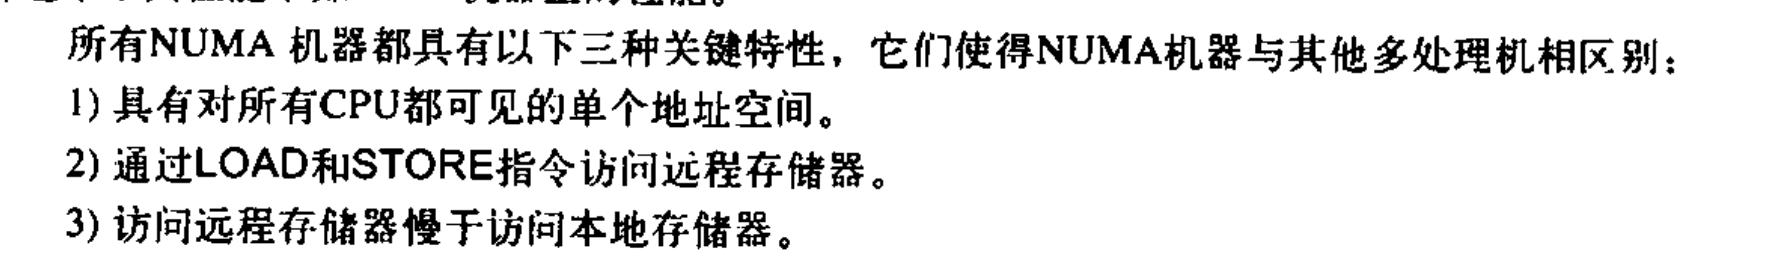 所有NUMA 机器都具有以下三种关键特性，它们使得NUMA机器与其他多处理机相区别：
1) 具有对所有CPU都可见的单个地址空间。
2) 通过LOAD和STORE指令访问远程存储器。
3) 访问远程存储器慢于访问本地存储器。